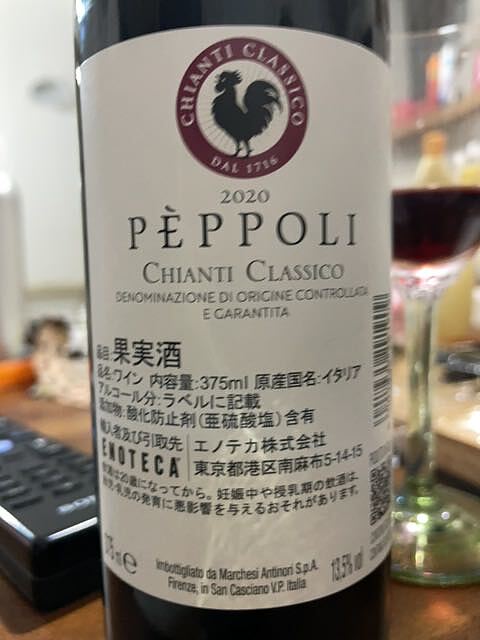 CHIANTI CLASSICO
DAL 1716
2020
PÈPPOLI
CHIANTI CLASSICO
DENOMINAZIONE DI ORIGINE CONTROLLATA
E GARANTITA
品目:果実酒
品名:ワイン 内容量:375ml 原産国名:イタリア
アルコール分:ラベルに記載
添加物:酸化防止剤(亜硫酸塩)含有
輸入者及び引取先 エノテカ株式会社
ENOTECA 東京都港区南麻布5-14-15
飲酒は20歳になってから。妊娠中や授乳期の飲酒は、
胎児・乳児の発育に悪影響を与えるおそれがあります。
375 ml e
Imbottigliato da Marchesi Antinori S.p.A.
Firenze, in San Casciano V.P. Italia
13,5% vol